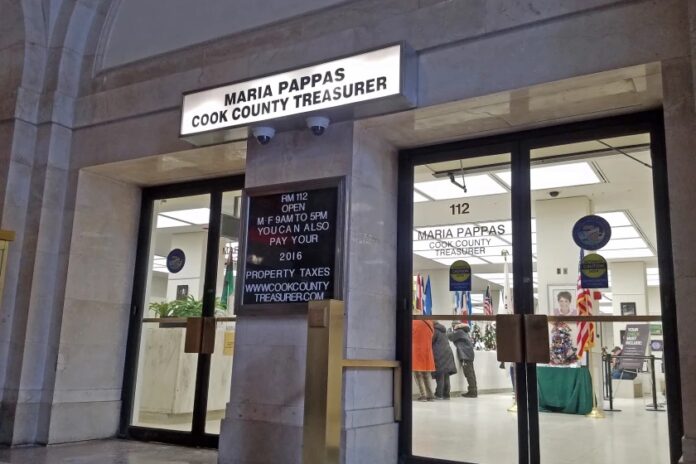 MARIA PAPPAS
COOK COUNTY TREASURER
RM 112
OPEN
M-F 9AM TO 5PM
YOU CAN ALSO
PAY YOUR
2016
PROPERTY TAXES
WWW.COOKCOUNTY
TREASURER.COM
112
MARIA PAPPAS
COOK COUNTY TREASURER